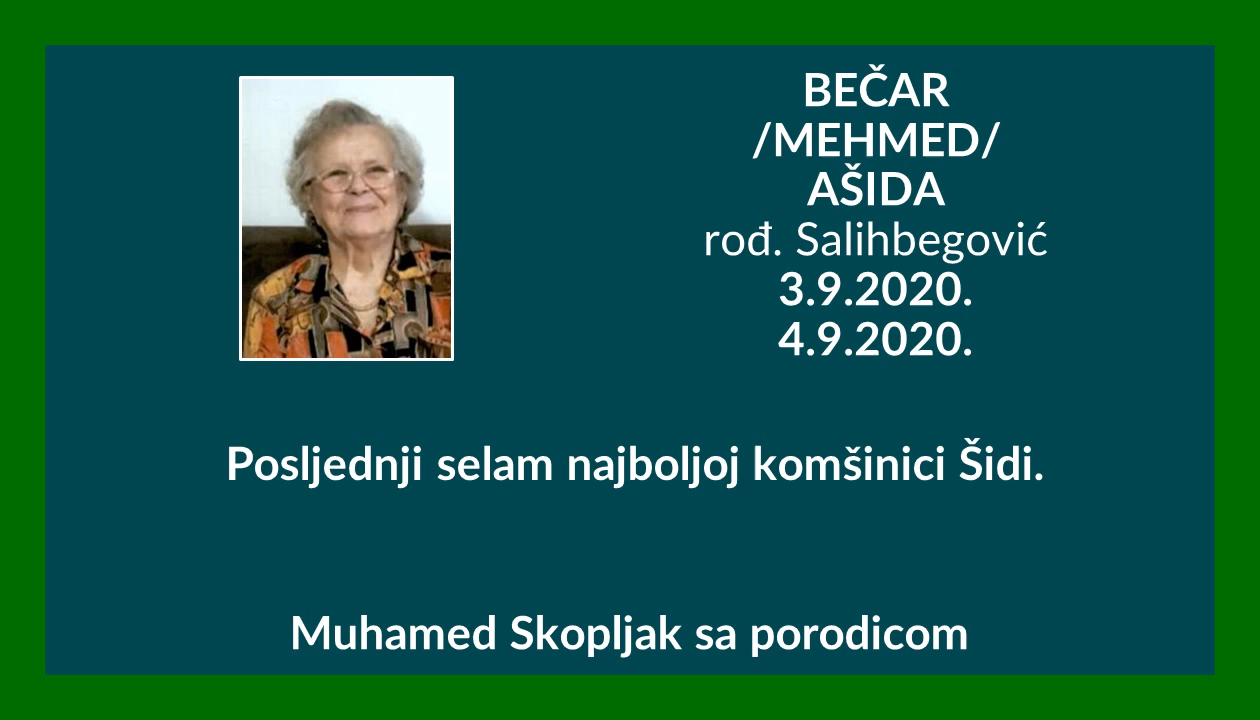 BEČAR
/MEHMED/
AŠIDA
rođ. Salihbegović
3.9.2020.
4.9.2020.
Posljednji selam najboljoj komšinici Šidi.
Muhamed Skopljak sa porodicom